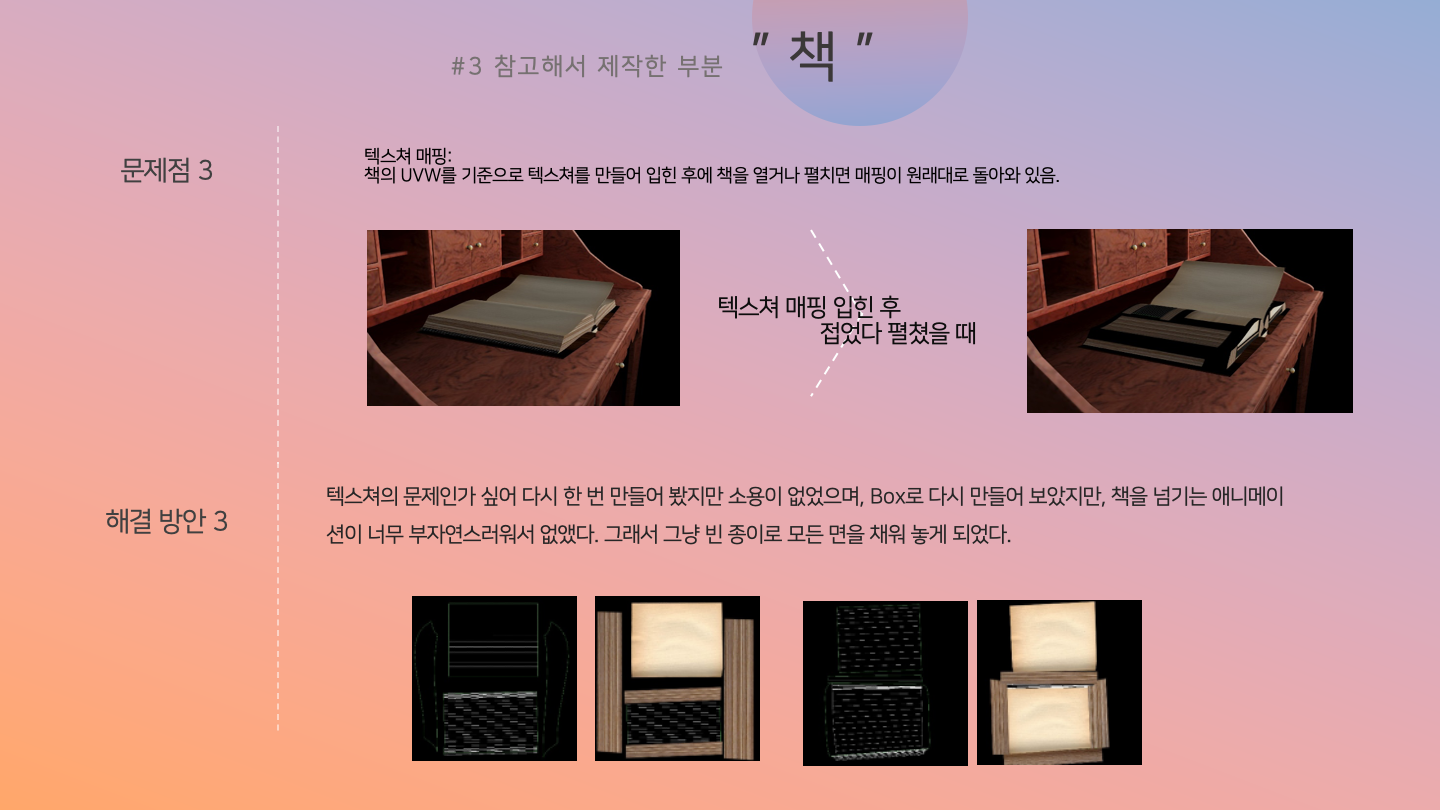 #3 참고해서 제작한 부분
" 책 "
문제점 3
텍스쳐 매핑:
책의 UVW를 기준으로 텍스쳐를 만들어 입힌 후에 책을 열거나 펼치면 매핑이 원래대로 돌아와 있음.
텍스쳐 매핑 입힌 후
접었다 펼쳤을 때
해결 방안 3
텍스쳐의 문제인가 싶어 다시 한 번 만들어 봤지만 소용이 없었으며, Box로 다시 만들어 보았지만, 책을 넘기는 애니메이
션이 너무 부자연스러워서 없앴다. 그래서 그냥 빈 종이로 모든 면을 채워 놓게 되었다.